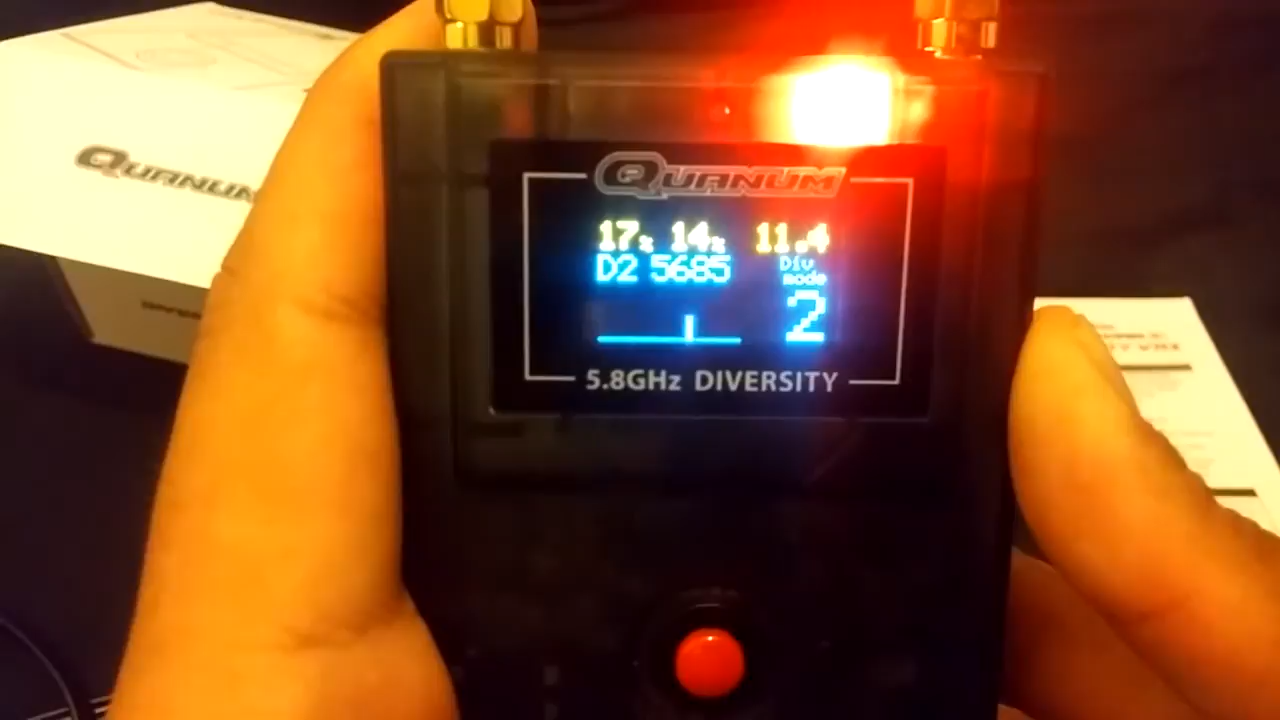 QUANUM
QUANUM
17% 14% 11.4
D2 5685 Div
mode
2
5.8GHz DIVERSITY